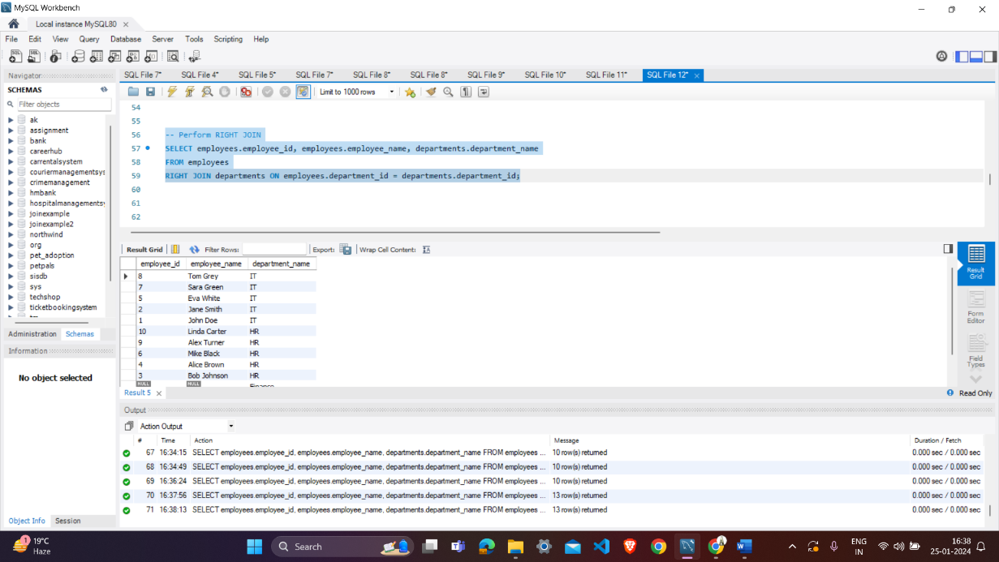 MySQL Workbench
Local instance MySQL80
File Edit View Query Database Server Tools Scripting Help
Navigator
SCHEMAS
Filter objects
ak
assignment
bank
careerhub
carrentalsystem
couriermanagementsys
crimemanagement
hmbank
hospitalmanagementsy
joinexample
joinexample2
northwind
org
pet_adoption
petpals
sisdb
sys
techshop
ticketbookingsystem
Administration Schemas
Information
No object selected
Object Info Session
SQL File 7* SQL File 4* SQL File 5* SQL File 7* SQL File 8* SQL File 8* SQL File 9* SQL File 10* SQL File 11* SQL File 12*
Limit to 1000 rows
54
55
56 -- Perform RIGHT JOIN
57 SELECT employees.employee_id, employees.employee_name, departments.department_name
58 FROM employees
59 RIGHT JOIN departments ON employees.department_id = departments.department_id;
60
61
62
Result Grid Filter Rows: Export: Wrap Cell Content:
employee_id employee_name department_name
8 Tom Grey IT
7 Sara Green IT
5 Eva White IT
2 Jane Smith IT
1 John Doe IT
10 Linda Carter HR
9 Alex Turner HR
6 Mike Black HR
4 Alice Brown HR
3 Bob Johnson HR
NULL NULL Finance
Result Grid
Form Editor
Field Types
Result 5
Read Only
Output
Action Output
# Time Action Message Duration / Fetch
67 16:34:15 SELECT employees.employee_id, employees.employee_name, departments.department_name FROM employees ... 10 row(s) returned 0.000 sec / 0.000 sec
68 16:34:49 SELECT employees.employee_id, employees.employee_name, departments.department_name FROM employees ... 10 row(s) returned 0.000 sec / 0.000 sec
69 16:36:24 SELECT employees.employee_id, employees.employee_name, departments.department_name FROM employees ... 10 row(s) returned 0.000 sec / 0.000 sec
70 16:37:56 SELECT employees.employee_id, employees.employee_name, departments.department_name FROM employees ... 13 row(s) returned 0.000 sec / 0.000 sec
71 16:38:13 SELECT employees.employee_id, employees.employee_name, departments.department_name FROM employees ... 13 row(s) returned 0.000 sec / 0.000 sec
1
19°C
Haze
Search
ENG
IN
16:38
25-01-2024